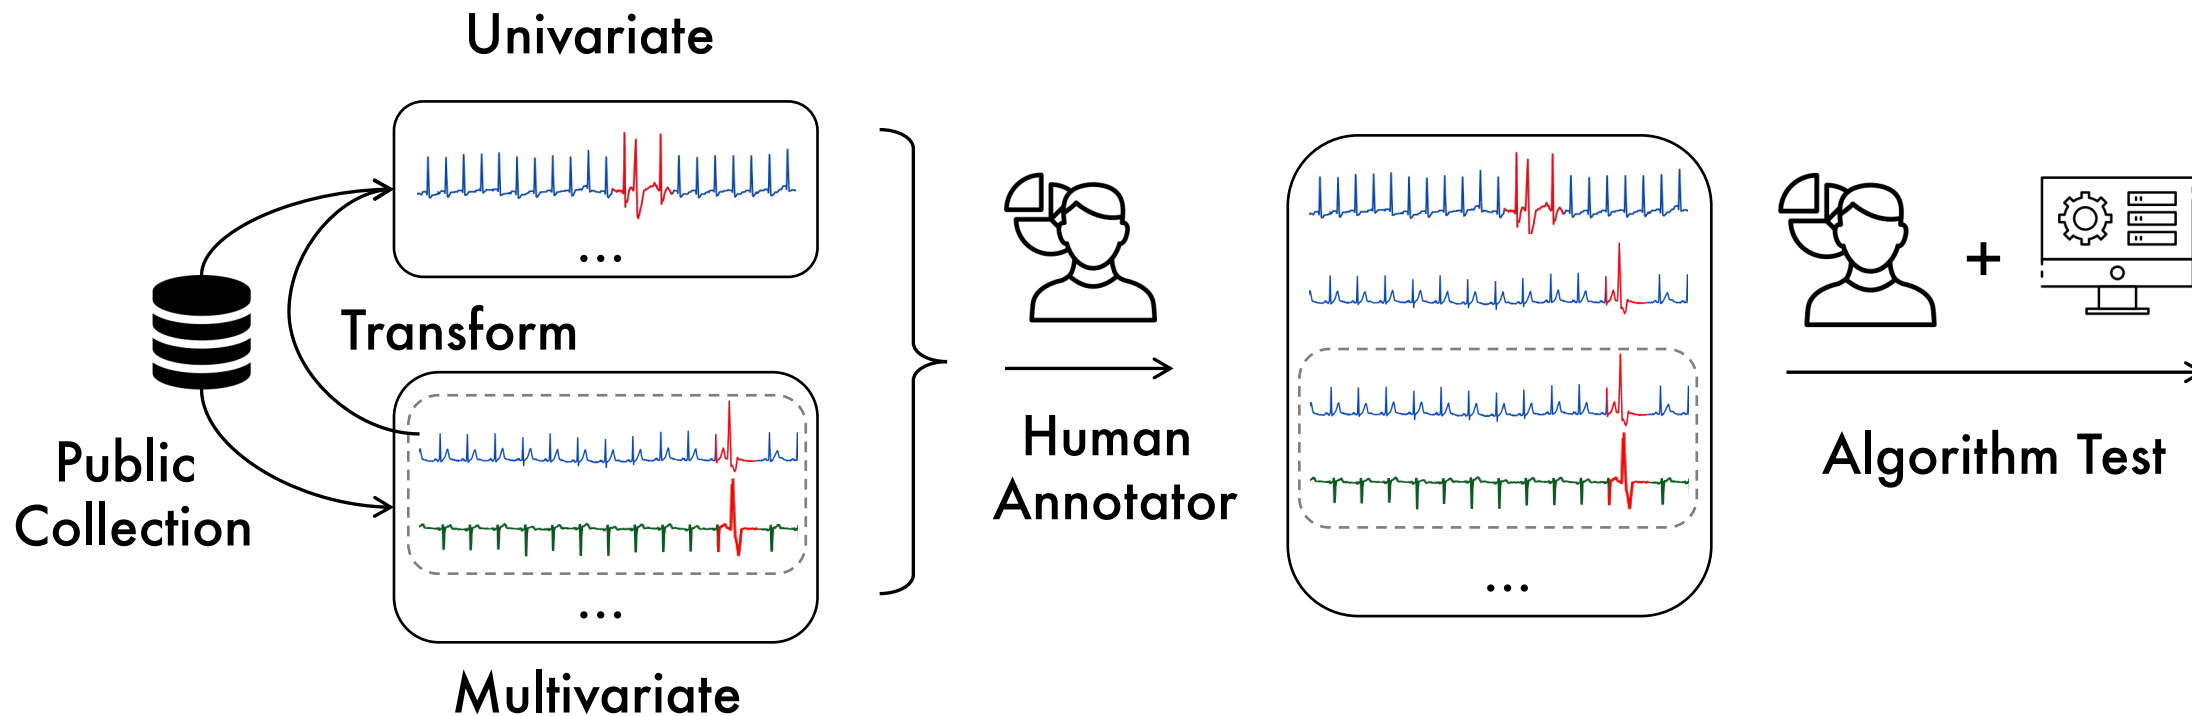 Univariate
...
Transform
Public
Collection
...
Multivariate
Human
Annotator
...
+
Algorithm Test